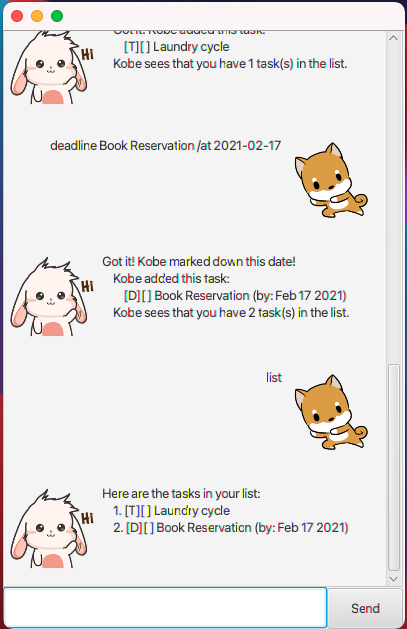 Got it! Kobe added this task:
[T][ ] Laundry cycle
Hi
Kobe sees that you have 1 task(s) in the list.
deadline Book Reservation /at 2021-02-17
Got it! Kobe marked down this date!
Hi
Kobe added this task:
[D][ ] Book Reservation (by: Feb 17 2021)
Kobe sees that you have 2 task(s) in the list.
list
Here are the tasks in your list:
Hi
1. [T][ ] Laundry cycle
2. [D][ ] Book Reservation (by: Feb 17 2021)
Send